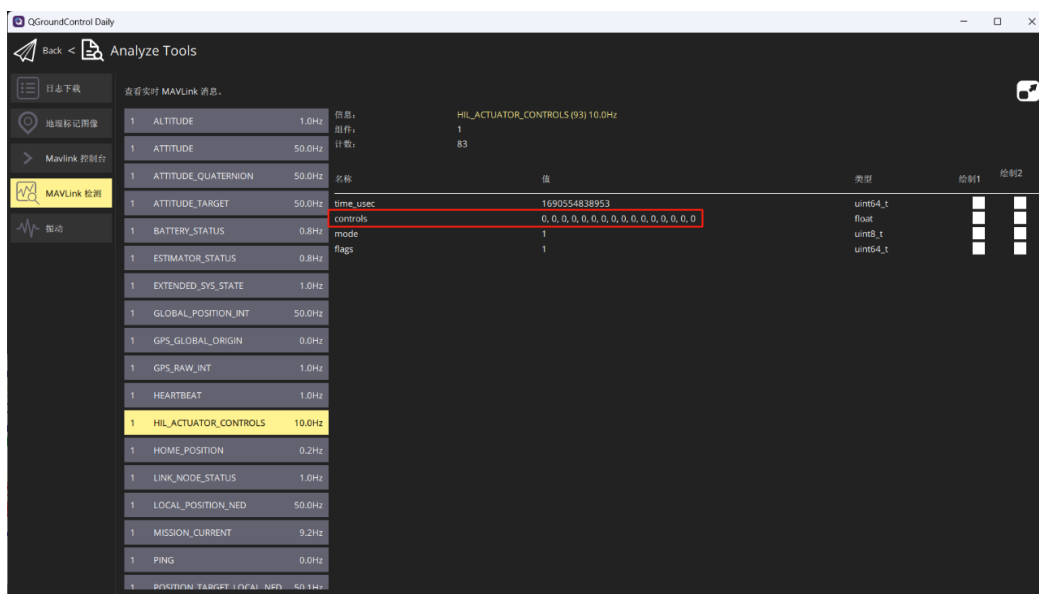 QGroundControl Daily
Back < Analyze Tools
日志下载
地理标记图像
Mavlink 控制台
MAVLink 检测
振动
查看实时 MAVLink 消息。
1 ALTITUDE 1.0Hz
1 ATTITUDE 50.0Hz
1 ATTITUDE_QUATERNION 50.0Hz
1 ATTITUDE_TARGET 50.0Hz
1 BATTERY_STATUS 0.8Hz
1 ESTIMATOR_STATUS 0.8Hz
1 EXTENDED_SYS_STATE 1.0Hz
1 GLOBAL_POSITION_INT 50.0Hz
1 GPS_GLOBAL_ORIGIN 0.0Hz
1 GPS_RAW_INT 1.0Hz
1 HEARTBEAT 1.0Hz
1 HIL_ACTUATOR_CONTROLS 10.0Hz
1 HOME_POSITION 0.2Hz
1 LINK_NODE_STATUS 1.0Hz
1 LOCAL_POSITION_NED 50.0Hz
1 MISSION_CURRENT 9.2Hz
1 PING 0.0Hz
1 POSITION_TARGET_LOCAL_NED 50.1Hz
信息: HIL_ACTUATOR_CONTROLS (93) 10.0Hz
组件: 1
计数: 83
名称 值 类型 绘制1 绘制2
time_usec 1690554838953 uint64_t
controls 0, 0, 0, 0, 0, 0, 0, 0, 0, 0, 0, 0, 0, 0, 0, 0 float
mode 1 uint8_t
flags 1 uint64_t